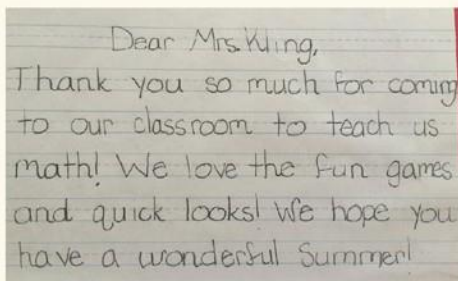 Dear Mrs. Kling,
Thank you so much for coming
to our classroom to teach us
math! We love the fun games
and quick looks! We hope you
have a wonderful Summer!